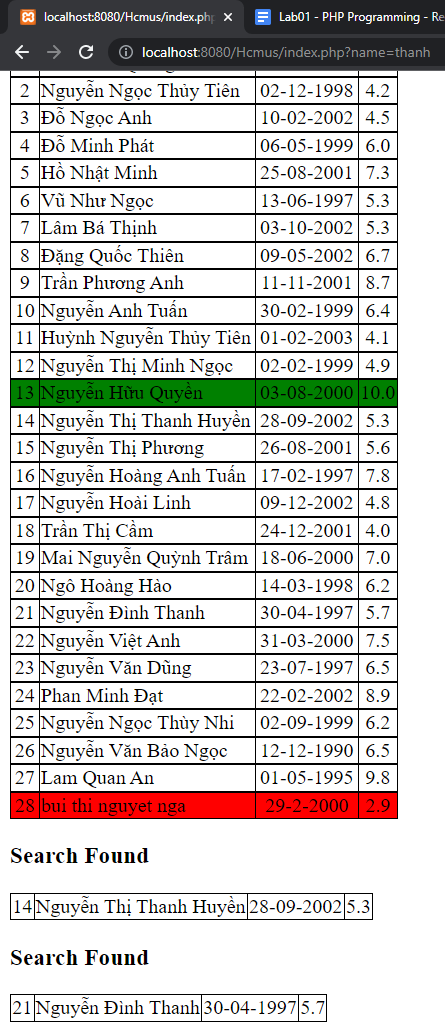 localhost:8080/Hcmus/index.php
Lab01 - PHP Programming - Re
localhost:8080/Hcmus/index.php?name=thanh
2 Nguyễn Ngọc Thủy Tiên 02-12-1998 4.2
3 Đỗ Ngọc Anh 10-02-2002 4.5
4 Đỗ Minh Phát 06-05-1999 6.0
5 Hồ Nhật Minh 25-08-2001 7.3
6 Vũ Như Ngọc 13-06-1997 5.3
7 Lâm Bá Thịnh 03-10-2002 5.3
8 Đặng Quốc Thiên 09-05-2002 6.7
9 Trần Phương Anh 11-11-2001 8.7
10 Nguyễn Anh Tuấn 30-02-1999 6.4
11 Huỳnh Nguyễn Thủy Tiên 01-02-2003 4.1
12 Nguyễn Thị Minh Ngọc 02-02-1999 4.9
13 Nguyễn Hữu Quyền 03-08-2000 10.0
14 Nguyễn Thị Thanh Huyền 28-09-2002 5.3
15 Nguyễn Thị Phương 26-08-2001 5.6
16 Nguyễn Hoàng Anh Tuấn 17-02-1997 7.8
17 Nguyễn Hoài Linh 09-12-2002 4.8
18 Trần Thị Cẩm 24-12-2001 4.0
19 Mai Nguyễn Quỳnh Trâm 18-06-2000 7.0
20 Ngô Hoàng Hảo 14-03-1998 6.2
21 Nguyễn Đình Thanh 30-04-1997 5.7
22 Nguyễn Việt Anh 31-03-2000 7.5
23 Nguyễn Văn Dũng 23-07-1997 6.5
24 Phan Minh Đạt 22-02-2002 8.9
25 Nguyễn Ngọc Thùy Nhi 02-09-1999 6.2
26 Nguyễn Văn Bảo Ngọc 12-12-1990 6.5
27 Lam Quan An 01-05-1995 9.8
28 bui thi nguyet nga 29-2-2000 2.9
Search Found
14 Nguyễn Thị Thanh Huyền 28-09-2002 5.3
Search Found
21 Nguyễn Đình Thanh 30-04-1997 5.7